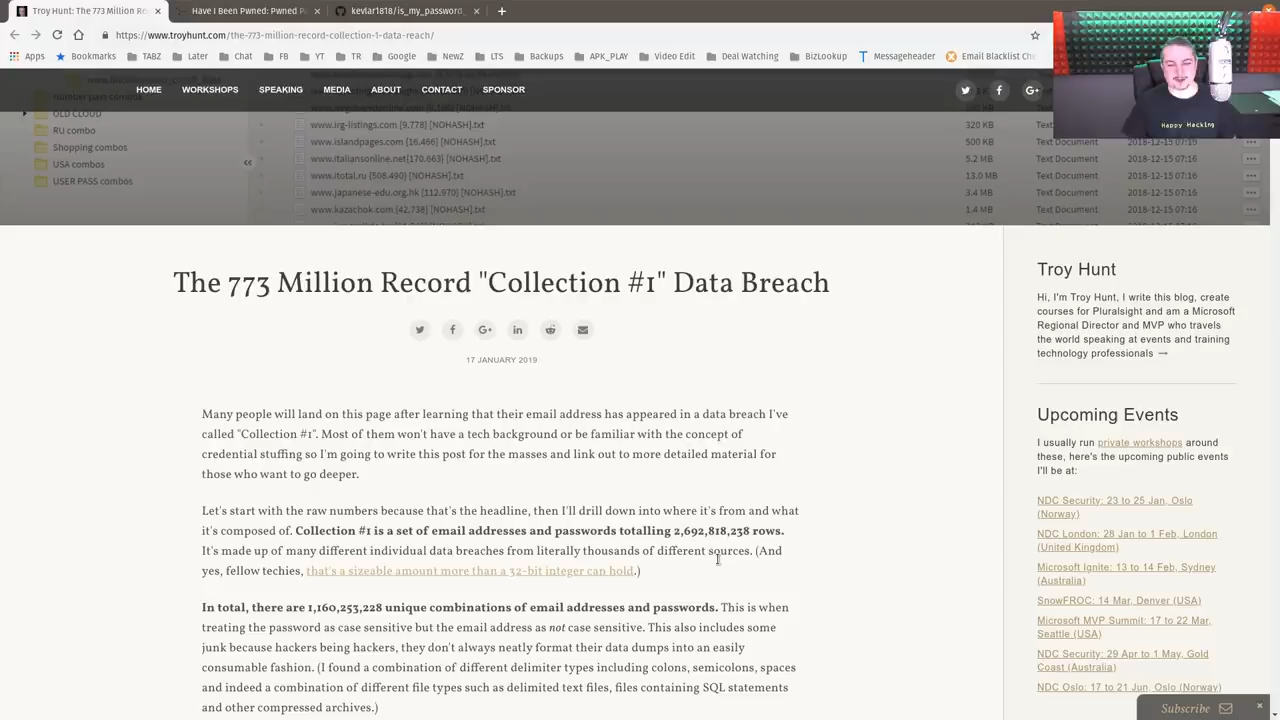 Troy Hunt: The 773 Million Re
Have I Been Pwned: Pwned P
kevtar1818/is_my_password_
https://www.troyhunt.com/the-773-million-record-collection-1-data-reach/
Apps
Bookmarks
TABZ
Later
Chat
FB
YT
TR
Google
NewZ
LTS
Backups
APK_PLAY
Video Edit
Deal Watching
BizLookup
Messageheader
Email Blacklist Che
HOME
WORKSHOPS
SPEAKING
MEDIA
ABOUT
CONTACT
SPONSOR
Happy Hacking
OLD CLOUD
RU combo
Shopping combos
USA combos
USER PASS combos
www.irg-listings.com {9.778} [NOHASH].txt
320 KB
Text Document
2018-12-15 07:16
www.islandpages.com {16.466} [NOHASH].txt
500 KB
Text Document
2018-12-15 07:16
www.italiansonline.net{170.663} [NOHASH].txt
5.2 MB
Text Document
2018-12-15 07:16
www.itotal.ru {508.490} [NOHASH].txt
13.0 MB
Text Document
2018-12-15 07:16
www.japanese-edu.org.hk {112.970} [NOHASH].txt
3.4 MB
Text Document
2018-12-15 07:16
www.kazachok.com {42.738} [NOHASH].txt
1.4 MB
Text Document
2018-12-15 07:16
The 773 Million Record "Collection #1" Data Breach
17 JANUARY 2019
Many people will land on this page after learning that their email address has appeared in a data breach I've
called "Collection #1". Most of them won't have a tech background or be familiar with the concept of
credential stuffing so I'm going to write this post for the masses and link out to more detailed material for
those who want to go deeper.
Let's start with the raw numbers because that's the headline, then I'll drill down into where it's from and what
it's composed of. Collection #1 is a set of email addresses and passwords totalling 2,692,818,238 rows.
It's made up of many different individual data breaches from literally thousands of different sources. (And
yes, fellow techies, that's a sizeable amount more than a 32-bit integer can hold.)
In total, there are 1,160,253,228 unique combinations of email addresses and passwords. This is when
treating the password as case sensitive but the email address as not case sensitive. This also includes some
junk because hackers being hackers, they don't always neatly format their data dumps into an easily
consumable fashion. (I found a combination of different delimiter types including colons, semicolons, spaces
and indeed a combination of different file types such as delimited text files, files containing SQL statements
and other compressed archives.)
Troy Hunt
Hi, I'm Troy Hunt, I write this blog, create
courses for Pluralsight and am a Microsoft
Regional Director and MVP who travels
the world speaking at events and training
technology professionals →
Upcoming Events
I usually run private workshops around
these, here's the upcoming public events
I'll be at:
NDC Security: 23 to 25 Jan, Oslo
(Norway)
NDC London: 28 Jan to 1 Feb, London
(United Kingdom)
Microsoft Ignite: 13 to 14 Feb, Sydney
(Australia)
SnowFROC: 14 Mar, Denver (USA)
Microsoft MVP Summit: 17 to 22 Mar,
Seattle (USA)
NDC Security: 29 Apr to 1 May, Gold
Coast (Australia)
NDC Oslo: 17 to 21 Jun, Oslo (Norway)
Subscribe